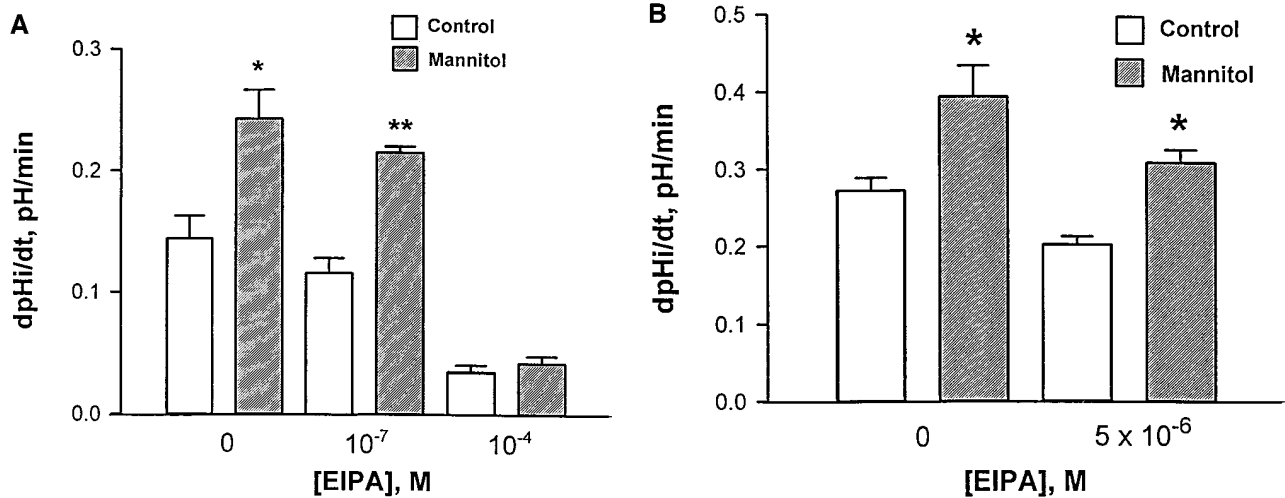 A
Control
Mannitol
0.3
*
**
0.2
0.1
0.0
dpHi/dt, pH/min
0 10⁻⁷ 10⁻⁴
[EIPA], M
B
Control
Mannitol
0.5
*
0.4
*
0.3
0.2
0.1
0.0
dpHi/dt, pH/min
0 5 x 10⁻⁶
[EIPA], M